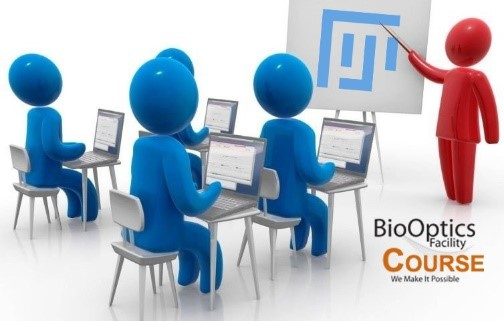 BioOptics
Facility
COURSE
We Make It Possible